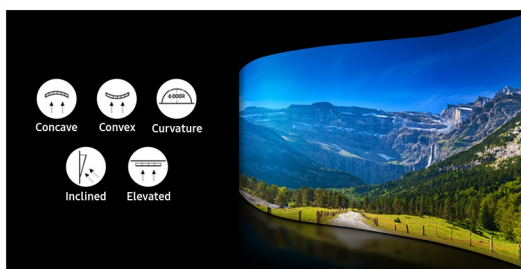 6,000R
Concave
Convex
Curvature
Inclined
Elevated